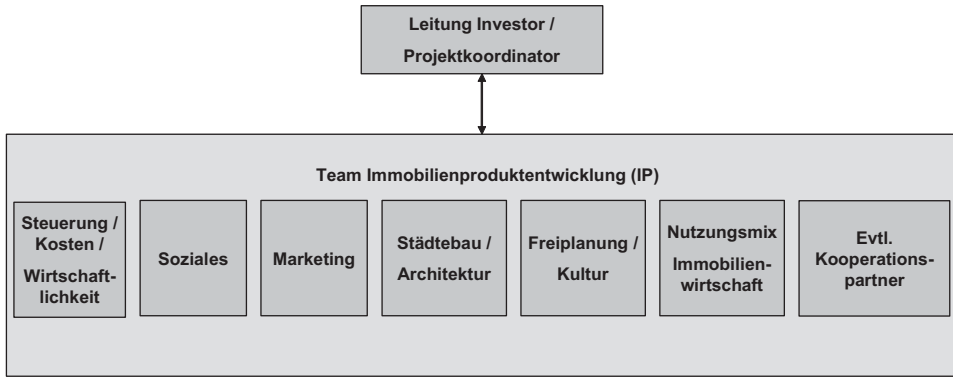 Leitung Investor /
Projektkoordinator
Team Immobilienproduktentwicklung (IP)
Steuerung /
Kosten /
Wirtschaft-
lichkeit
Soziales
Marketing
Städtebau /
Architektur
Freiplanung /
Kultur
Nutzungsmix
Immobilien-
wirtschaft
Evtl.
Kooperations-
partner